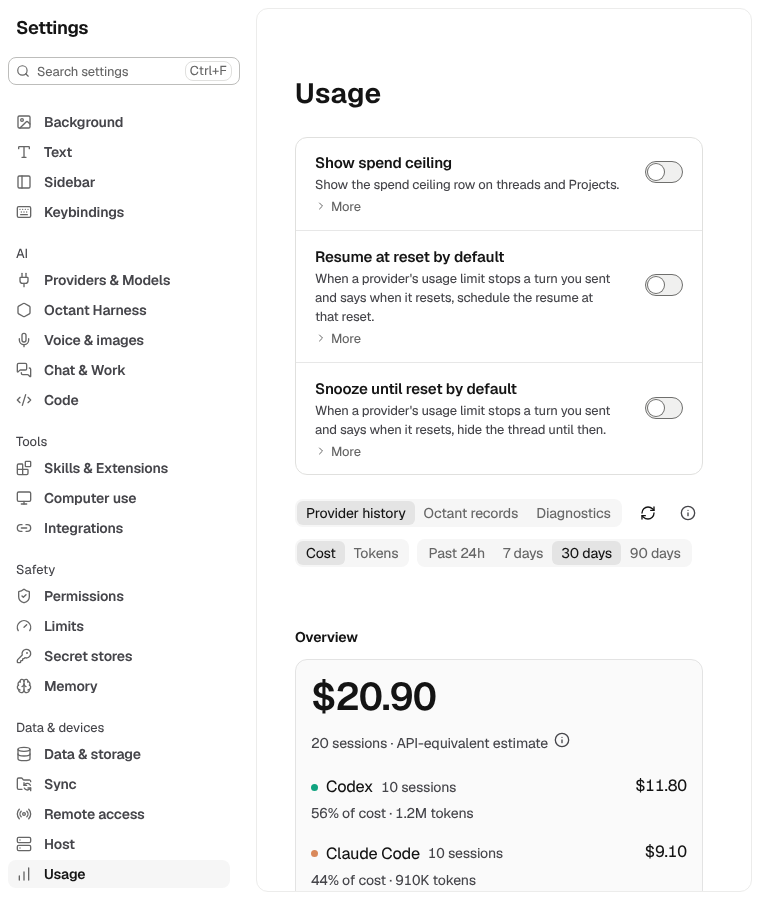 Settings
Search settings Ctrl+F
Background
Text
Sidebar
Keybindings
AI
Providers & Models
Octant Harness
Voice & images
Chat & Work
Code
Tools
Skills & Extensions
Computer use
Integrations
Safety
Permissions
Limits
Secret stores
Memory
Data & devices
Data & storage
Sync
Remote access
Host
Usage
Usage
Show spend ceiling
Show the spend ceiling row on threads and Projects.
More
Resume at reset by default
When a provider's usage limit stops a turn you sent
and says when it resets, schedule the resume at
that reset.
More
Snooze until reset by default
When a provider's usage limit stops a turn you sent
and says when it resets, hide the thread until then.
More
Provider history Octant records Diagnostics
Cost Tokens Past 24h 7 days 30 days 90 days
Overview
$20.90
20 sessions · API-equivalent estimate
Codex 10 sessions $11.80
56% of cost · 1.2M tokens
Claude Code 10 sessions $9.10
44% of cost · 910K tokens